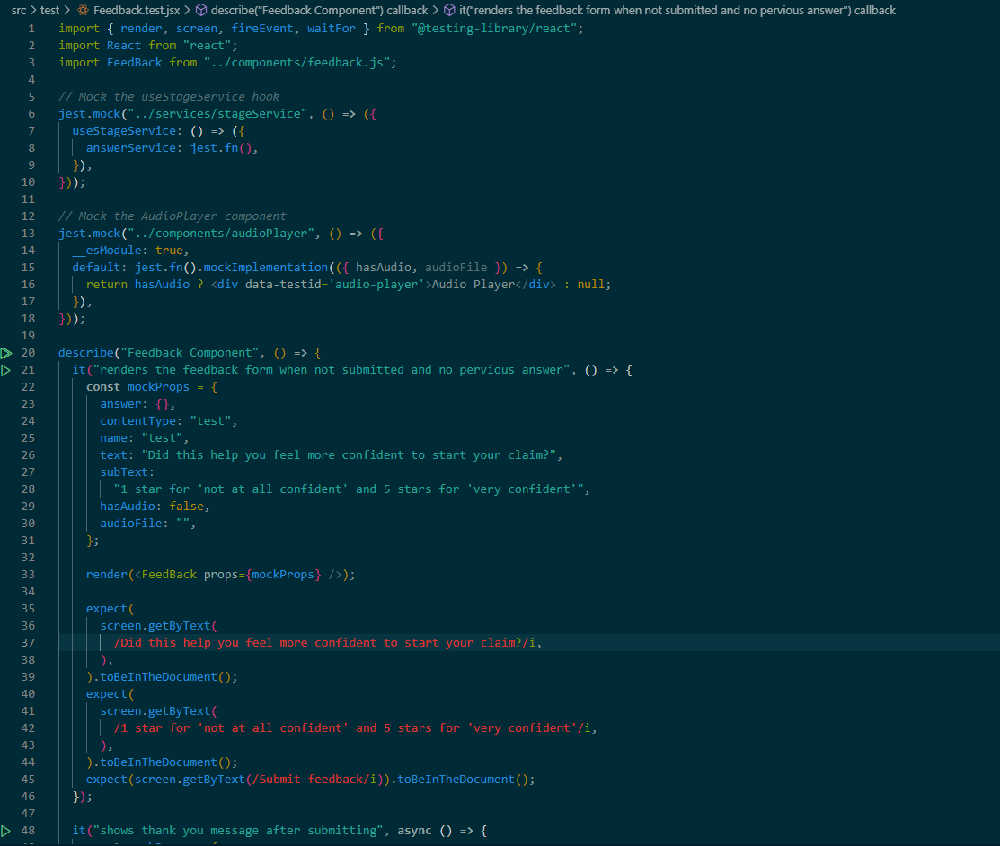 src > test > Feedback.test.jsx > describe("Feedback Component") callback > it("renders the feedback form when not submitted and no pervious answer") callback
1 import { render, screen, fireEvent, waitFor } from "@testing-library/react";
2 import React from "react";
3 import FeedBack from "../components/feedback.js";
4
5 // Mock the useStageService hook
6 jest.mock("../services/stageService", () => ({
7   useStageService: () => ({
8     answerService: jest.fn(),
9   }),
10 }));
11
12 // Mock the AudioPlayer component
13 jest.mock("../components/audioPlayer", () => ({
14   __esModule: true,
15   default: jest.fn().mockImplementation(({ hasAudio, audioFile }) => {
16     return hasAudio ? <div data-testid='audio-player'>Audio Player</div> : null;
17   }),
18 }));
19
20 describe("Feedback Component", () => {
21   it("renders the feedback form when not submitted and no pervious answer", () => {
22     const mockProps = {
23       answer: {},
24       contentType: "test",
25       name: "test",
26       text: "Did this help you feel more confident to start your claim?",
27       subText:
28         "1 star for 'not at all confident' and 5 stars for 'very confident'",
29       hasAudio: false,
30       audioFile: "",
31     };
32
33     render(<FeedBack props={mockProps} />);
34
35     expect(
36       screen.getByText(
37         /Did this help you feel more confident to start your claim?/i,
38       ),
39     ).toBeInTheDocument();
40     expect(
41       screen.getByText(
42         /1 star for 'not at all confident' and 5 stars for 'very confident'/i,
43       ),
44     ).toBeInTheDocument();
45     expect(screen.getByText(/Submit feedback/i)).toBeInTheDocument();
46   });
47
48   it("shows thank you message after submitting", async () => {